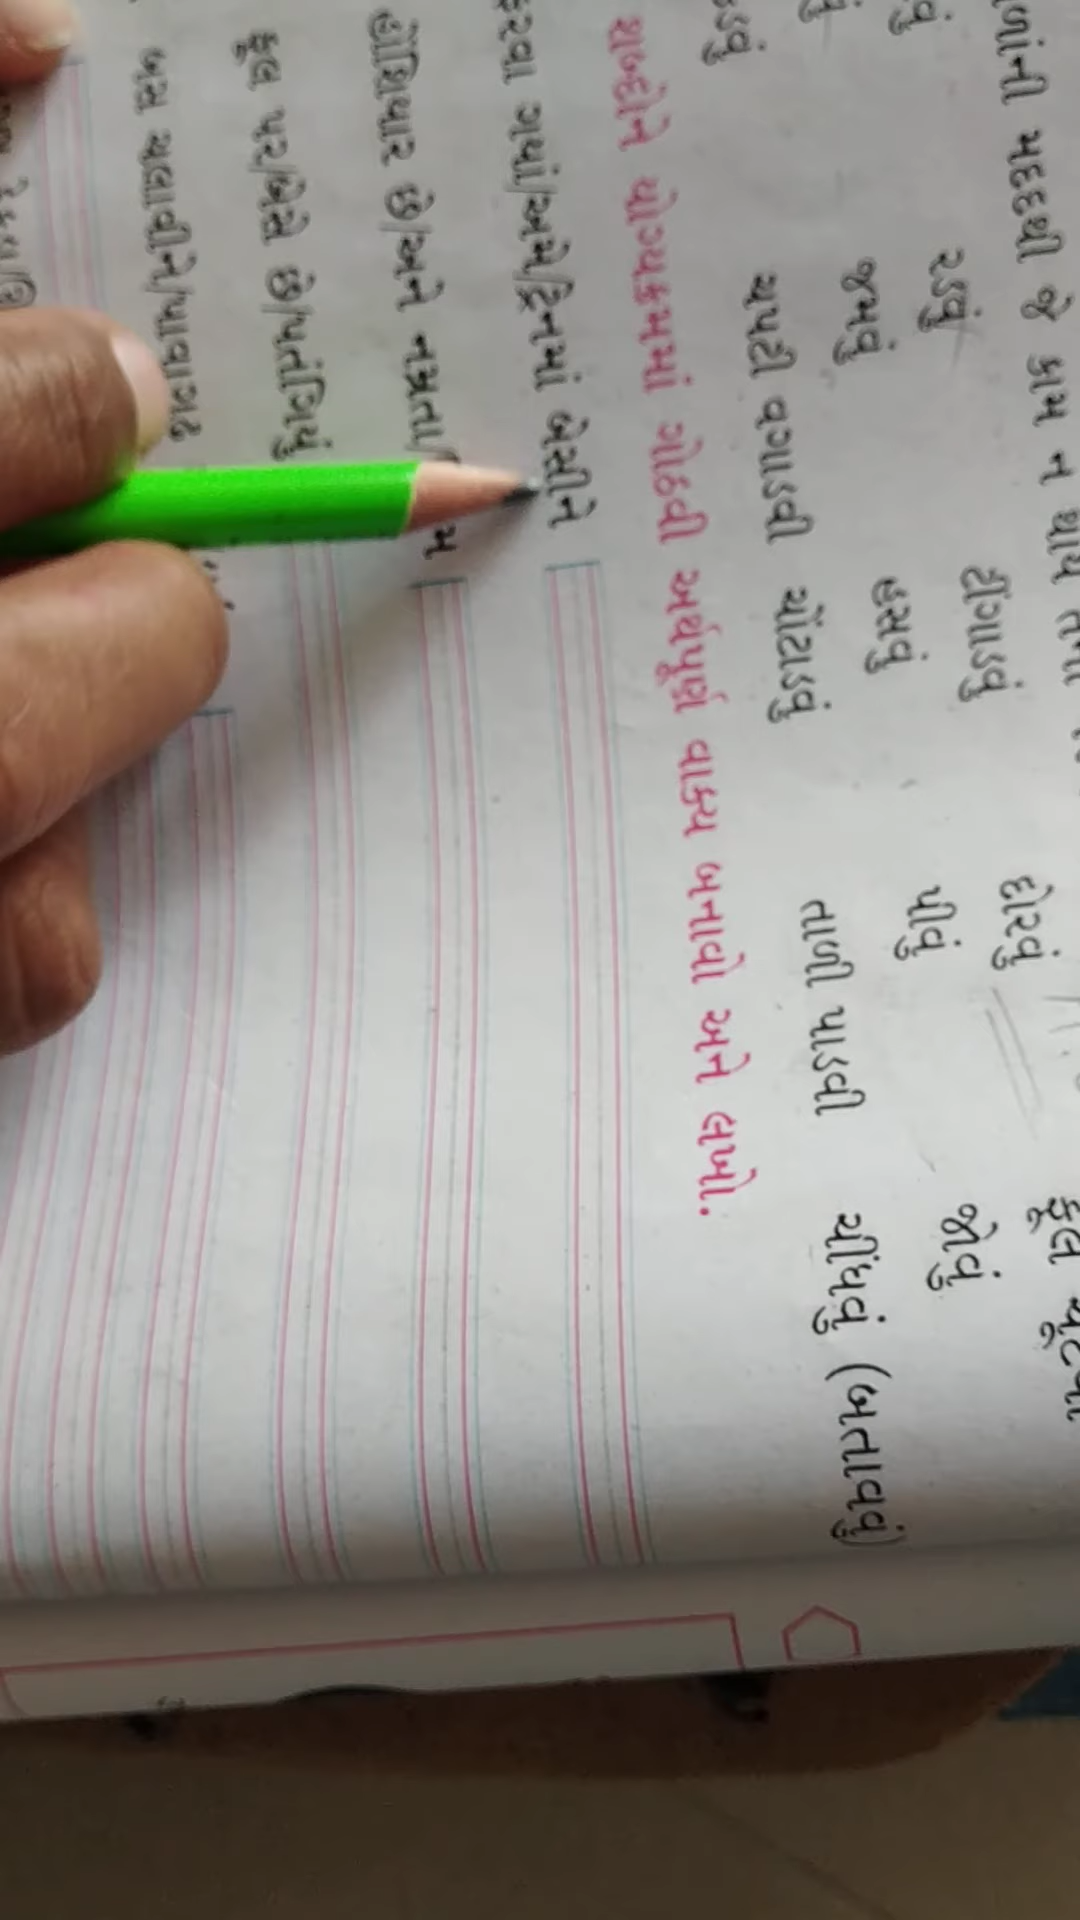 મદદથી જે કામ ન થાય
રડવું ટીંગાડવું દોરવું ફૂલ
જમવું હસવું પીવું જોવું
ચપટી વગાડવી ચોંટાડવું તાળી પાડવી ચીંધવું (બતાવવું)
શબ્દોને યોગ્યક્રમમાં ગોઠવી અર્થપૂર્ણ વાક્ય બનાવો અને લખો.
ફરવા ગયાં/અમે/ટ્રેનમાં બેસીને
હોંશિયાર છે/અને નમ્રતા/
ફૂલ પર/બેસે છે/પતંગિયું
બસ ચલાવીને/પાવાગઢ